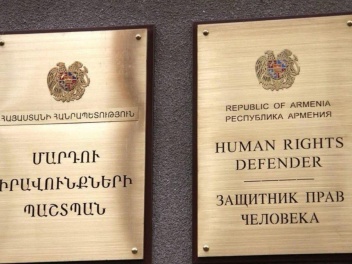 ՀԱՅԱՍՏԱՆԻ ՀԱՆՐԱՊԵՏՈՒԹՅՈՒՆ
ՄԱՐԴՈՒ
ԻՐԱՎՈՒՆՔՆԵՐԻ
ՊԱՇՏՊԱՆ
REPUBLIC OF ARMENIA
РЕСПУБЛИКА АРМЕНИЯ
HUMAN RIGHTS
DEFENDER
ЗАЩИТНИК ПРАВ
ЧЕЛОВЕКА